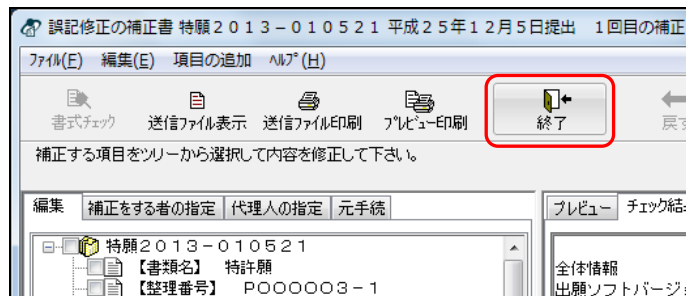 誤記修正の補正書 特願2013-010521 平成25年12月5日提出 1回目の補正
ﾌｧｲﾙ(F) 編集(E) 項目の追加 ﾍﾙﾌﾟ(H)
書式ﾁｪｯｸ 送信ﾌｧｲﾙ表示 送信ﾌｧｲﾙ印刷 ﾌﾟﾚﾋﾞｭｰ印刷 終了 戻す
補正する項目をツリーから選択して内容を修正して下さい。
編集 補正をする者の指定 代理人の指定 元手続 プレビュー チェック結
特願2013-010521
【書類名】 特許願
【整理番号】 P000003-1
全体情報
出願ソフトバージョ